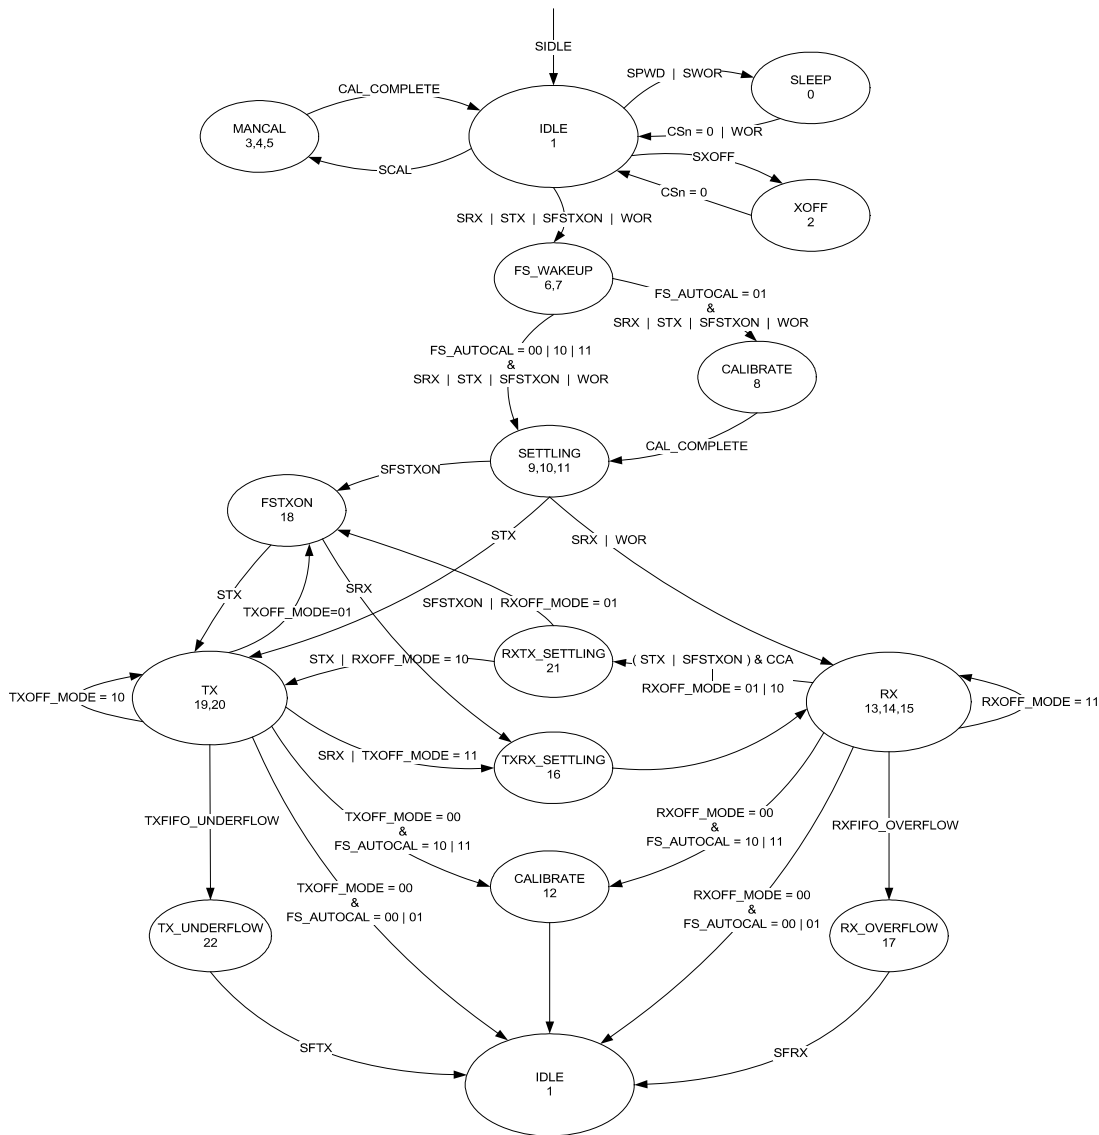 SIDLE
SPWD | SWOR
SLEEP
0
CAL_COMPLETE
MANCAL
3,4,5
IDLE
1
CSn = 0 | WOR
SCAL
SXOFF
CSn = 0
XOFF
2
SRX | STX | SFSTXON | WOR
FS_WAKEUP
6,7
FS_AUTOCAL = 01
&
SRX | STX | SFSTXON | WOR
FS_AUTOCAL = 00 | 10 | 11
&
SRX | STX | SFSTXON | WOR
CALIBRATE
8
CAL_COMPLETE
SETTLING
9,10,11
SFSTXON
FSTXON
18
STX
SRX | WOR
STX
SRX
TXOFF_MODE=01
SFSTXON | RXOFF_MODE = 01
STX | RXOFF_MODE = 10
RXTX_SETTLING
21
( STX | SFSTXON ) & CCA
|
RXOFF_MODE = 01 | 10
TXOFF_MODE = 10
TX
19,20
RX
13,14,15
RXOFF_MODE = 11
SRX | TXOFF_MODE = 11
TXRX_SETTLING
16
TXFIFO_UNDERFLOW
TXOFF_MODE = 00
&
FS_AUTOCAL = 10 | 11
RXOFF_MODE = 00
&
FS_AUTOCAL = 10 | 11
RXFIFO_OVERFLOW
TXOFF_MODE = 00
&
FS_AUTOCAL = 00 | 01
CALIBRATE
12
RXOFF_MODE = 00
&
FS_AUTOCAL = 00 | 01
TX_UNDERFLOW
22
RX_OVERFLOW
17
SFTX
SFRX
IDLE
1